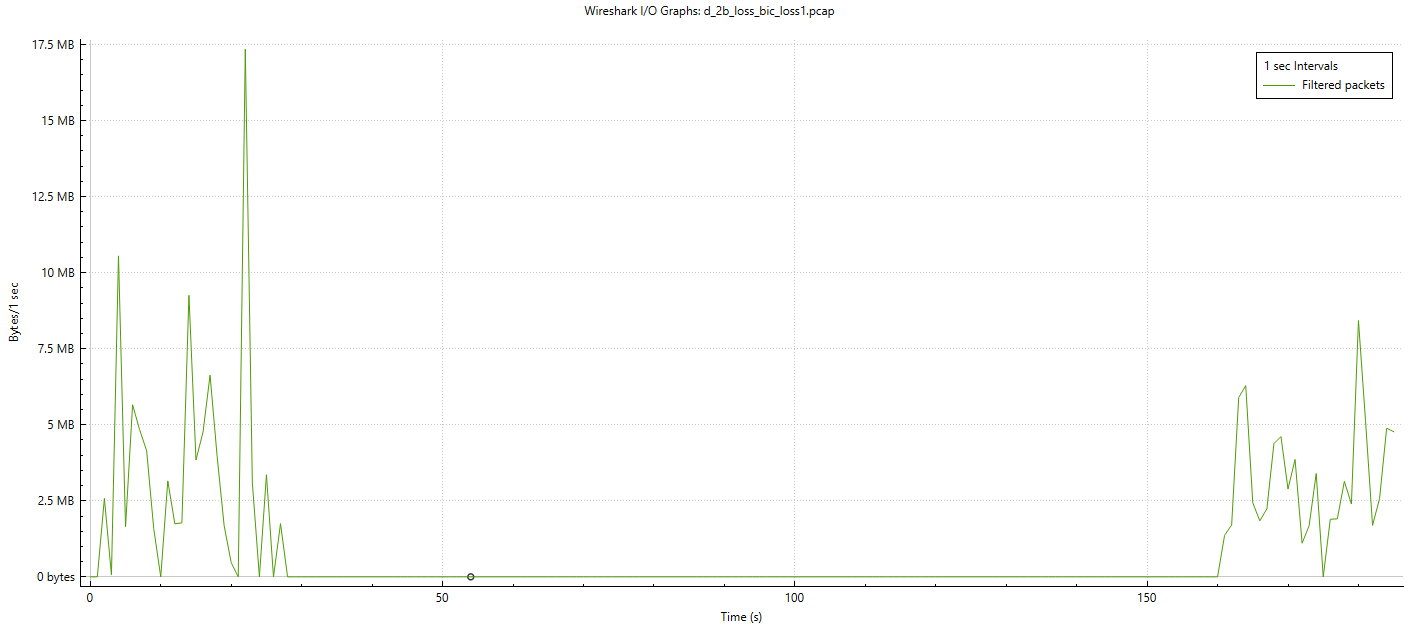 Wireshark I/O Graphs: d_2b_loss_bic_loss1.pcap
17.5 MB
15 MB
12.5 MB
10 MB
7.5 MB
5 MB
2.5 MB
0 bytes
Bytes/1 sec
1 sec Intervals
Filtered packets
0
50
100
150
Time (s)